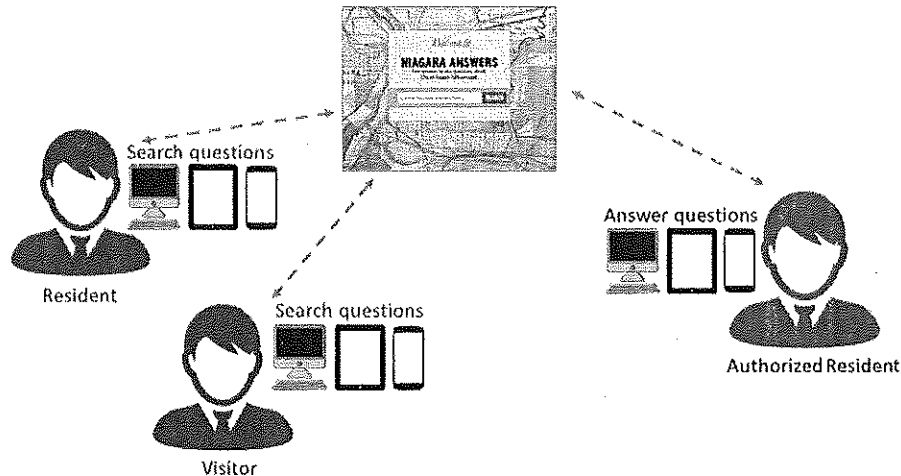 NIAGARA ANSWERS
Search questions
Resident
Answer questions
Search questions
Authorized Resident
Visitor